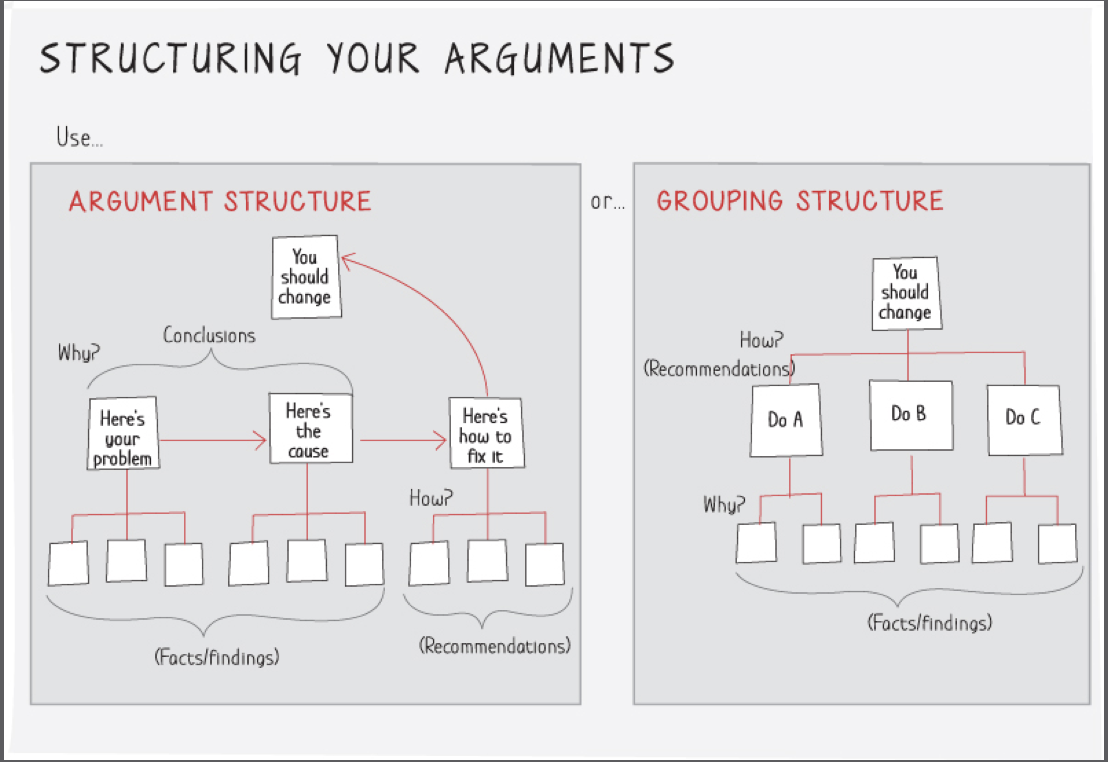 STRUCTURING YOUR ARGUMENTS
Use...
ARGUMENT STRUCTURE
You
should
change
Conclusions
Why?
Here's
your
problem
Here's
the
cause
Here's
how to
fix it
How?
(Facts/findings)
(Recommendations)
or...
GROUPING STRUCTURE
You
should
change
How?
(Recommendations)
Do A
Do B
Do C
Why?
(Facts/findings)